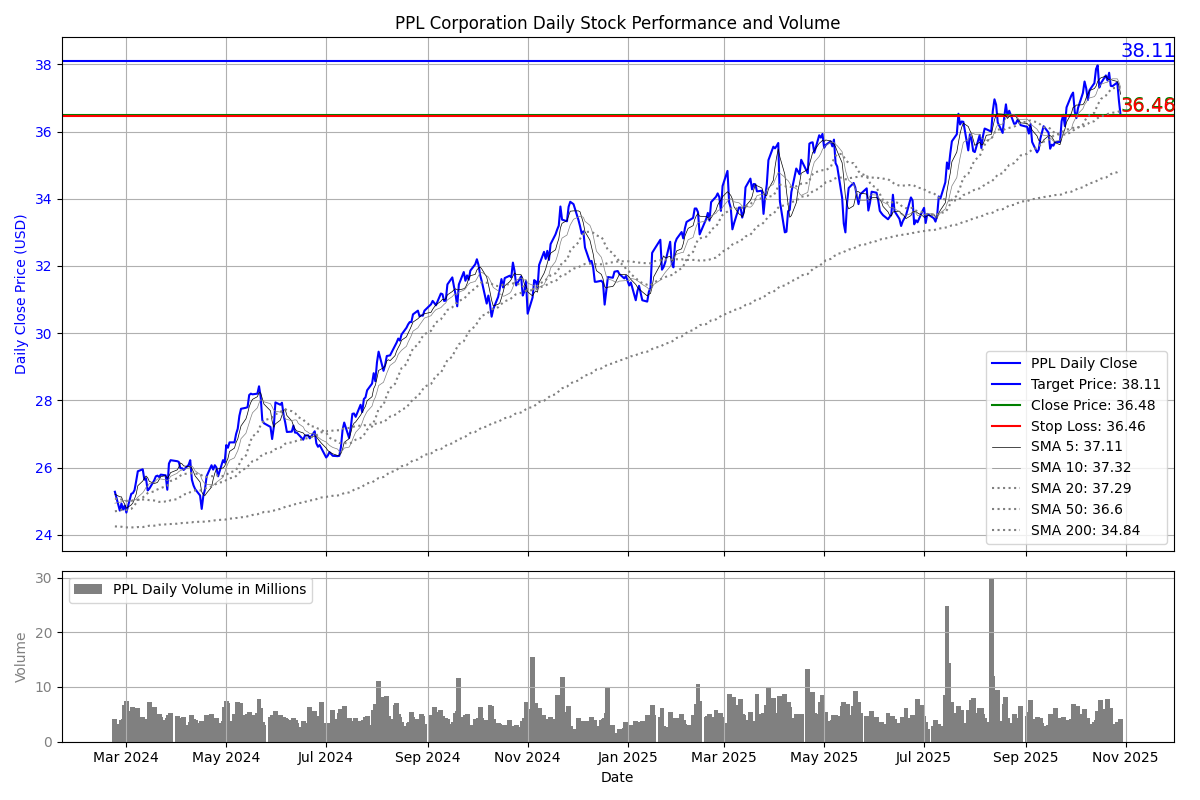 PPL Corporation Daily Stock Performance and Volume
38.11
36.48
36.46
38
36
34
32
30
28
26
24
Daily Close Price (USD)
PPL Daily Close
Target Price: 38.11
Close Price: 36.48
Stop Loss: 36.46
SMA 5: 37.11
SMA 10: 37.32
SMA 20: 37.29
SMA 50: 36.6
SMA 200: 34.84
30
20
10
0
Volume
PPL Daily Volume in Millions
Mar 2024 May 2024 Jul 2024 Sep 2024 Nov 2024 Jan 2025 Mar 2025 May 2025 Jul 2025 Sep 2025 Nov 2025
Date